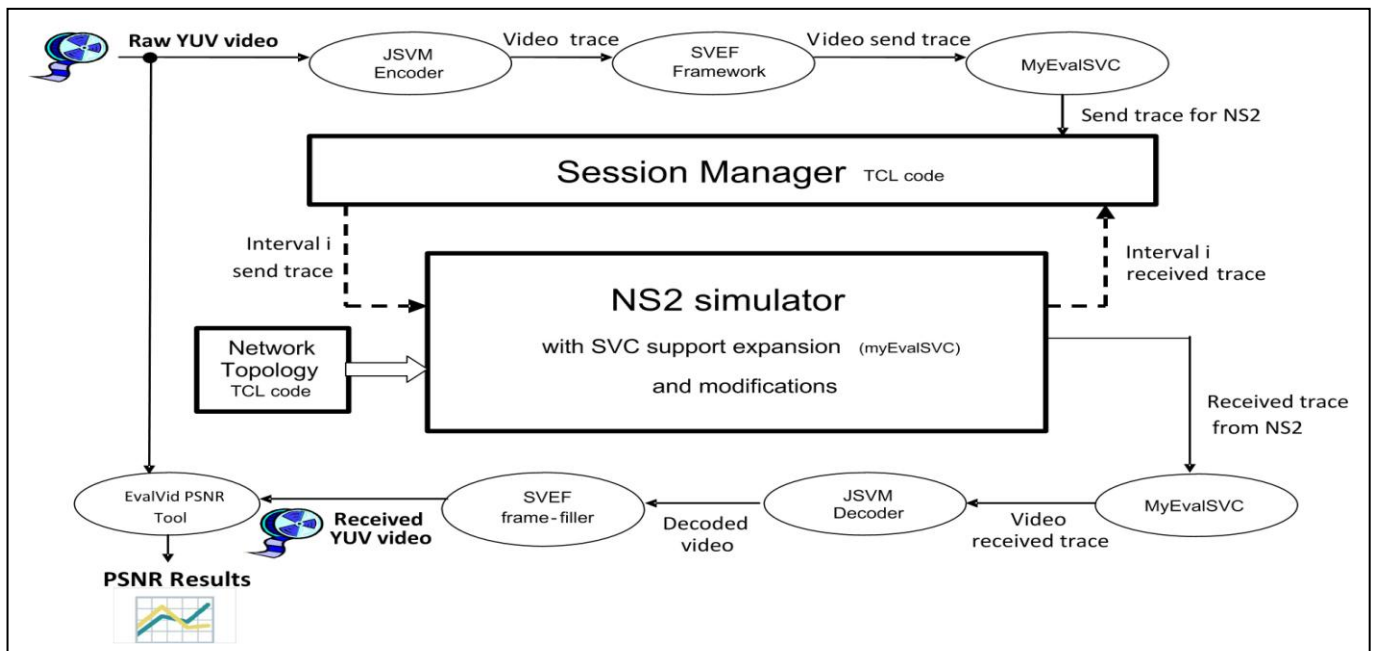 Raw YUV video
JSVM
Encoder
Video trace
SVEF
Framework
Video send trace
MyEvalSVC
Send trace for NS2
Session Manager TCL code
Interval i
send trace
Interval i
received trace
NS2 simulator
with SVC support expansion (myEvalSVC)
and modifications
Network
Topology
TCL code
Received trace
from NS2
EvalVid PSNR
Tool
Received
YUV video
SVEF
frame-filler
Decoded
video
JSVM
Decoder
Video
received trace
MyEvalSVC
PSNR Results